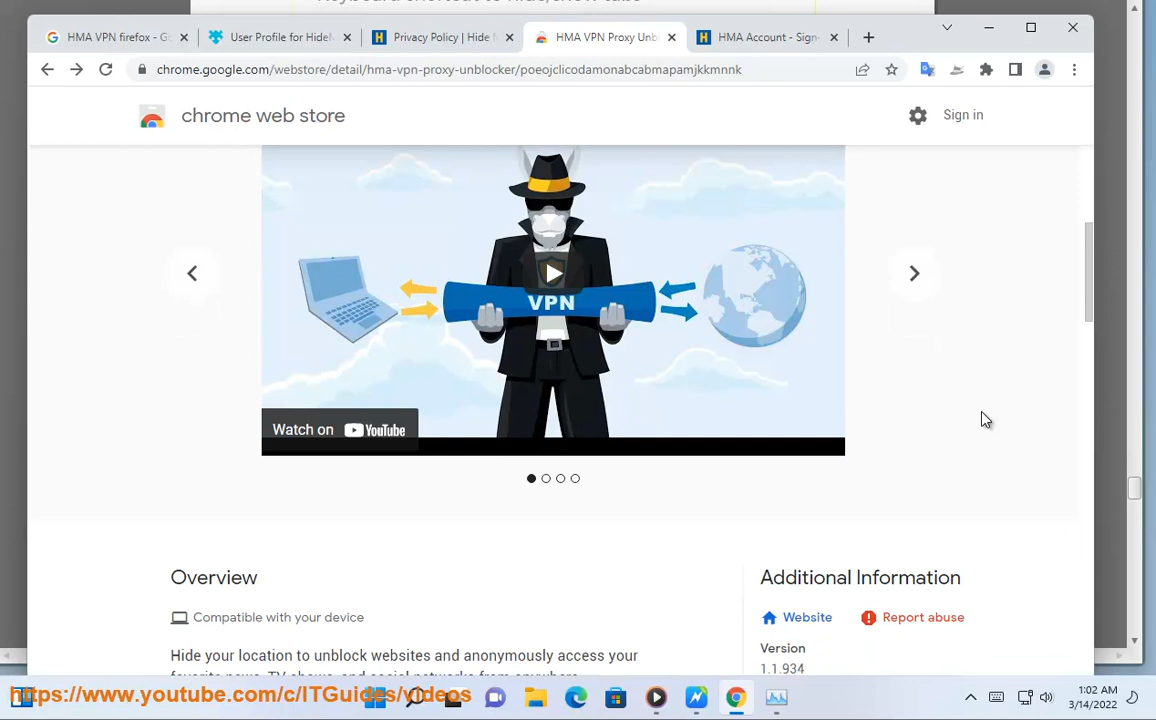 HMA VPN firefox - Go
User Profile for HideM
Privacy Policy | Hide M
HMA VPN Proxy Unb
HMA Account - Sign-
chrome.google.com/webstore/detail/hma-vpn-proxy-unblocker/poeojclicodamonabcabmapamjkkmnnk
chrome web store
Sign in
VPN
Watch on YouTube
Overview
Additional Information
Compatible with your device
Website
Report abuse
Hide your location to unblock websites and anonymously access your
Version
1.1.934
https://www.youtube.com/c/ITGuides/videos
1:02 AM
3/14/2022